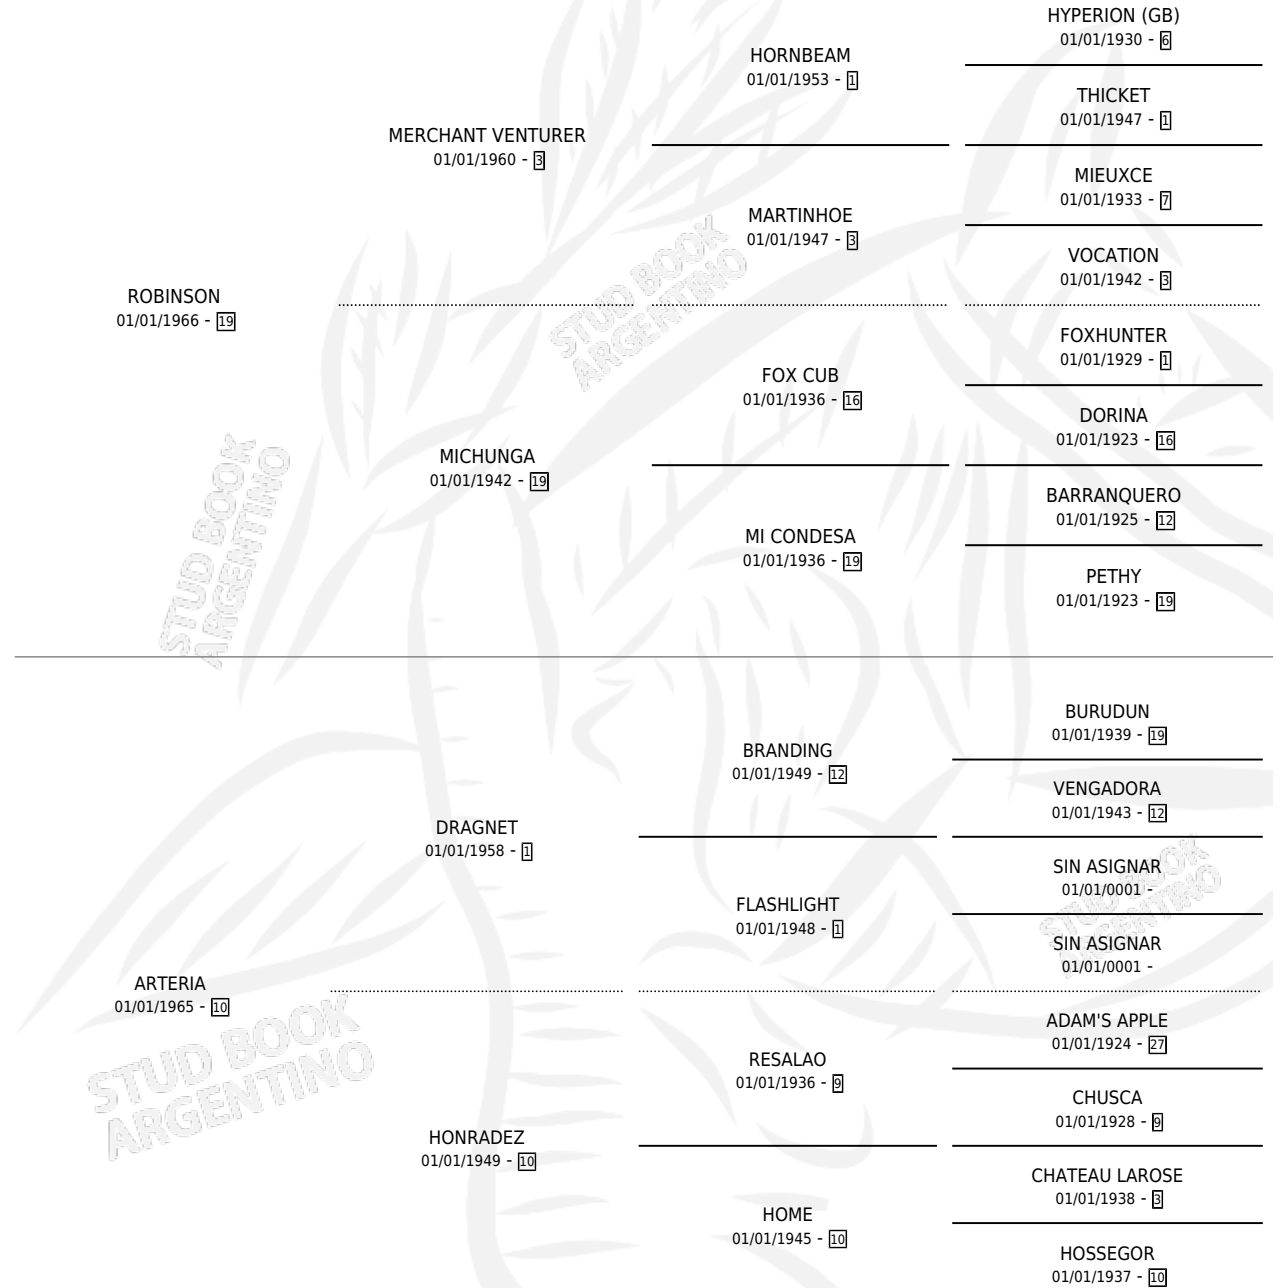 HYPERION (GB)
01/01/1930 - 6
HORNBEAM
01/01/1953 - 1
THICKET
01/01/1947 - 1
MERCHANT VENTURER
01/01/1960 - 3
MIEUXCE
01/01/1933 - 7
MARTINHOE
01/01/1947 - 3
VOCATION
01/01/1942 - 3
ROBINSON
01/01/1966 - 19
FOXHUNTER
01/01/1929 - 1
FOX CUB
01/01/1936 - 16
DORINA
01/01/1923 - 16
MICHUNGA
01/01/1942 - 19
BARRANQUERO
01/01/1925 - 12
MI CONDESA
01/01/1936 - 19
PETHY
01/01/1923 - 19
STUD BOOK
ARGENTINO
STUD BOOK
ARGENTINO
BURUDUN
01/01/1939 - 19
BRANDING
01/01/1949 - 12
VENGADORA
01/01/1943 - 12
DRAGNET
01/01/1958 - 1
SIN ASIGNAR
01/01/0001 -
FLASHLIGHT
01/01/1948 - 1
SIN ASIGNAR
01/01/0001 -
STUD BOOK
ARGENTINO
ARTERIA
01/01/1965 - 10
ADAM'S APPLE
01/01/1924 - 27
RESALAO
01/01/1936 - 9
CHUSCA
01/01/1928 - 9
STUD BOOK
ARGENTINO
HONRADEZ
01/01/1949 - 10
CHATEAU LAROSE
01/01/1938 - 3
HOME
01/01/1945 - 10
HOSSEGOR
01/01/1937 - 10